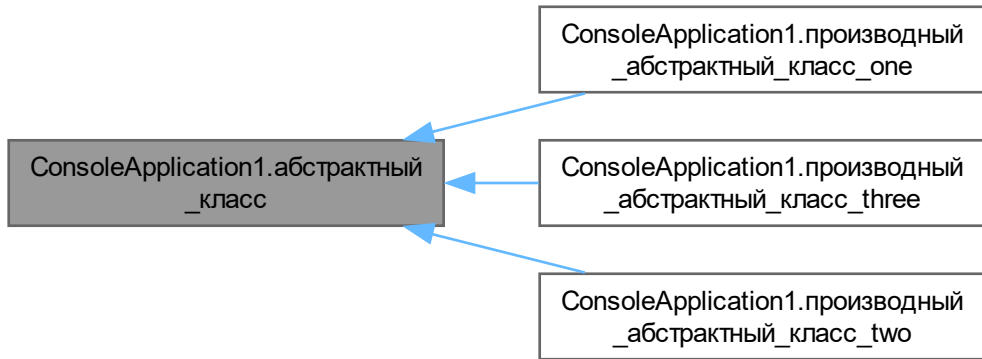 ConsoleApplication1.производный
_абстрактный_класс_one
ConsoleApplication1.абстрактный
_класс
ConsoleApplication1.производный
_абстрактный_класс_three
ConsoleApplication1.производный
_абстрактный_класс_two